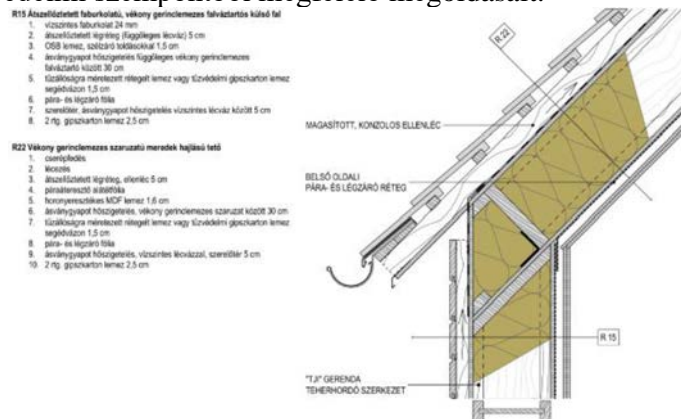 R15 Átszellőztetett faburkolatú, vékony gerinclemezes falváztartós külső fal
1. vízszintes faburkolat 24 mm
2. átszellőztetett légréteg (függőleges lécváz) 5 cm
3. OSB lemez, szélzáró toldásokkal 1,5 cm
4. ásványgyapot hőszigetelés függőleges vékony gerinclemezes
falváztartó között 30 cm
5. tűzállóságra méretezett rétegelt lemez vagy tűzvédelmi gipszkarton lemez
segédvázon 1,5 cm
6. pára- és légzáró fólia
7. szerelőtér, ásványgyapot hőszigetelés vízszintes lécváz között 5 cm
8. 2 rtg. gipszkarton lemez 2,5 cm
R22 Vékony gerinclemezes szaruzatú meredek hajlású tető
1. cserépfedés
2. lécezés
3. átszellőztetett légréteg, ellenléc 5 cm
4. páraáteresztő alátétfólia
5. horonyeresztékes MDF lemez 1,6 cm
6. ásványgyapot hőszigetelés, vékony gerinclemezes szaruzat között 30 cm
7. tűzállóságra méretezett rétegelt lemez vagy tűzvédelmi gipszkarton lemez
segédvázon 1,5 cm
8. pára- és légzáró fólia
9. ásványgyapot hőszigetelés, vízszintes lécvázzal, szerelőtér 5 cm
10. 2 rtg. gipszkarton lemez 2,5 cm
R 22
MAGASÍTOTT, KONZOLOS ELLENLÉC
BELSŐ OLDALI
PÁRA- ÉS LÉGZÁRÓ RÉTEG
R 15
"TJI" GERENDA
TEHERHORDÓ SZERKEZET